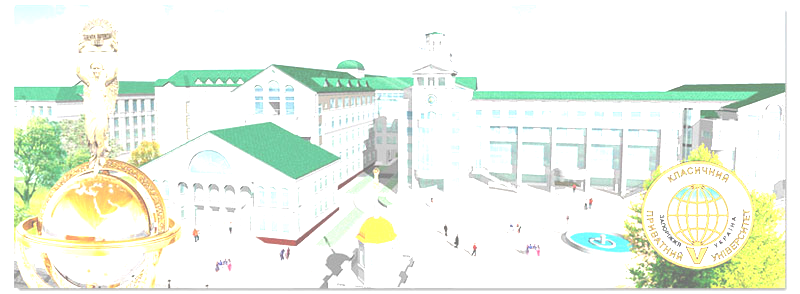 КЛАСИЧНИЙ
ПРИВАТНИЙ
УНІВЕРСИТЕТ
ЗАПОРІЖЖЯ
УКРАЇНА